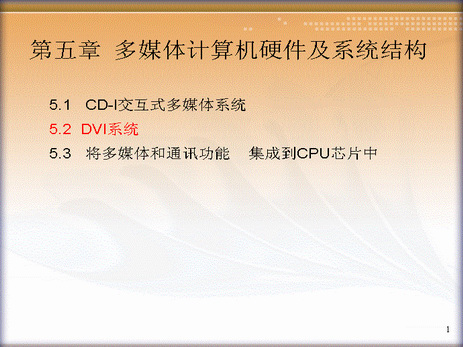 第五章 多媒体计算机硬件及系统结构
5.1 CD-I交互式多媒体系统
5.2 DVI系统
5.3 将多媒体和通讯功能 集成到CPU芯片中
1